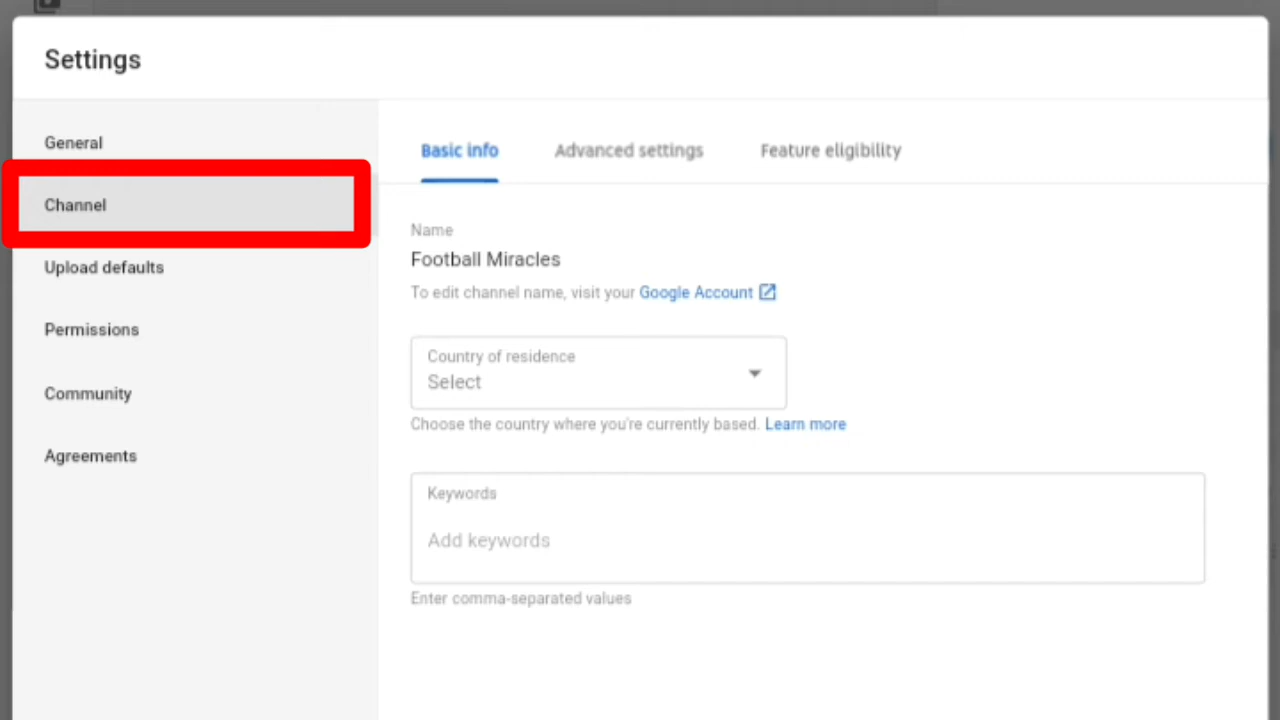 Settings
General
Channel
Upload defaults
Permissions
Community
Agreements
Basic info
Advanced settings
Feature eligibility
Name
Football Miracles
To edit channel name, visit your Google Account
Country of residence
Select
Choose the country where you're currently based. Learn more
Keywords
Add keywords
Enter comma-separated values